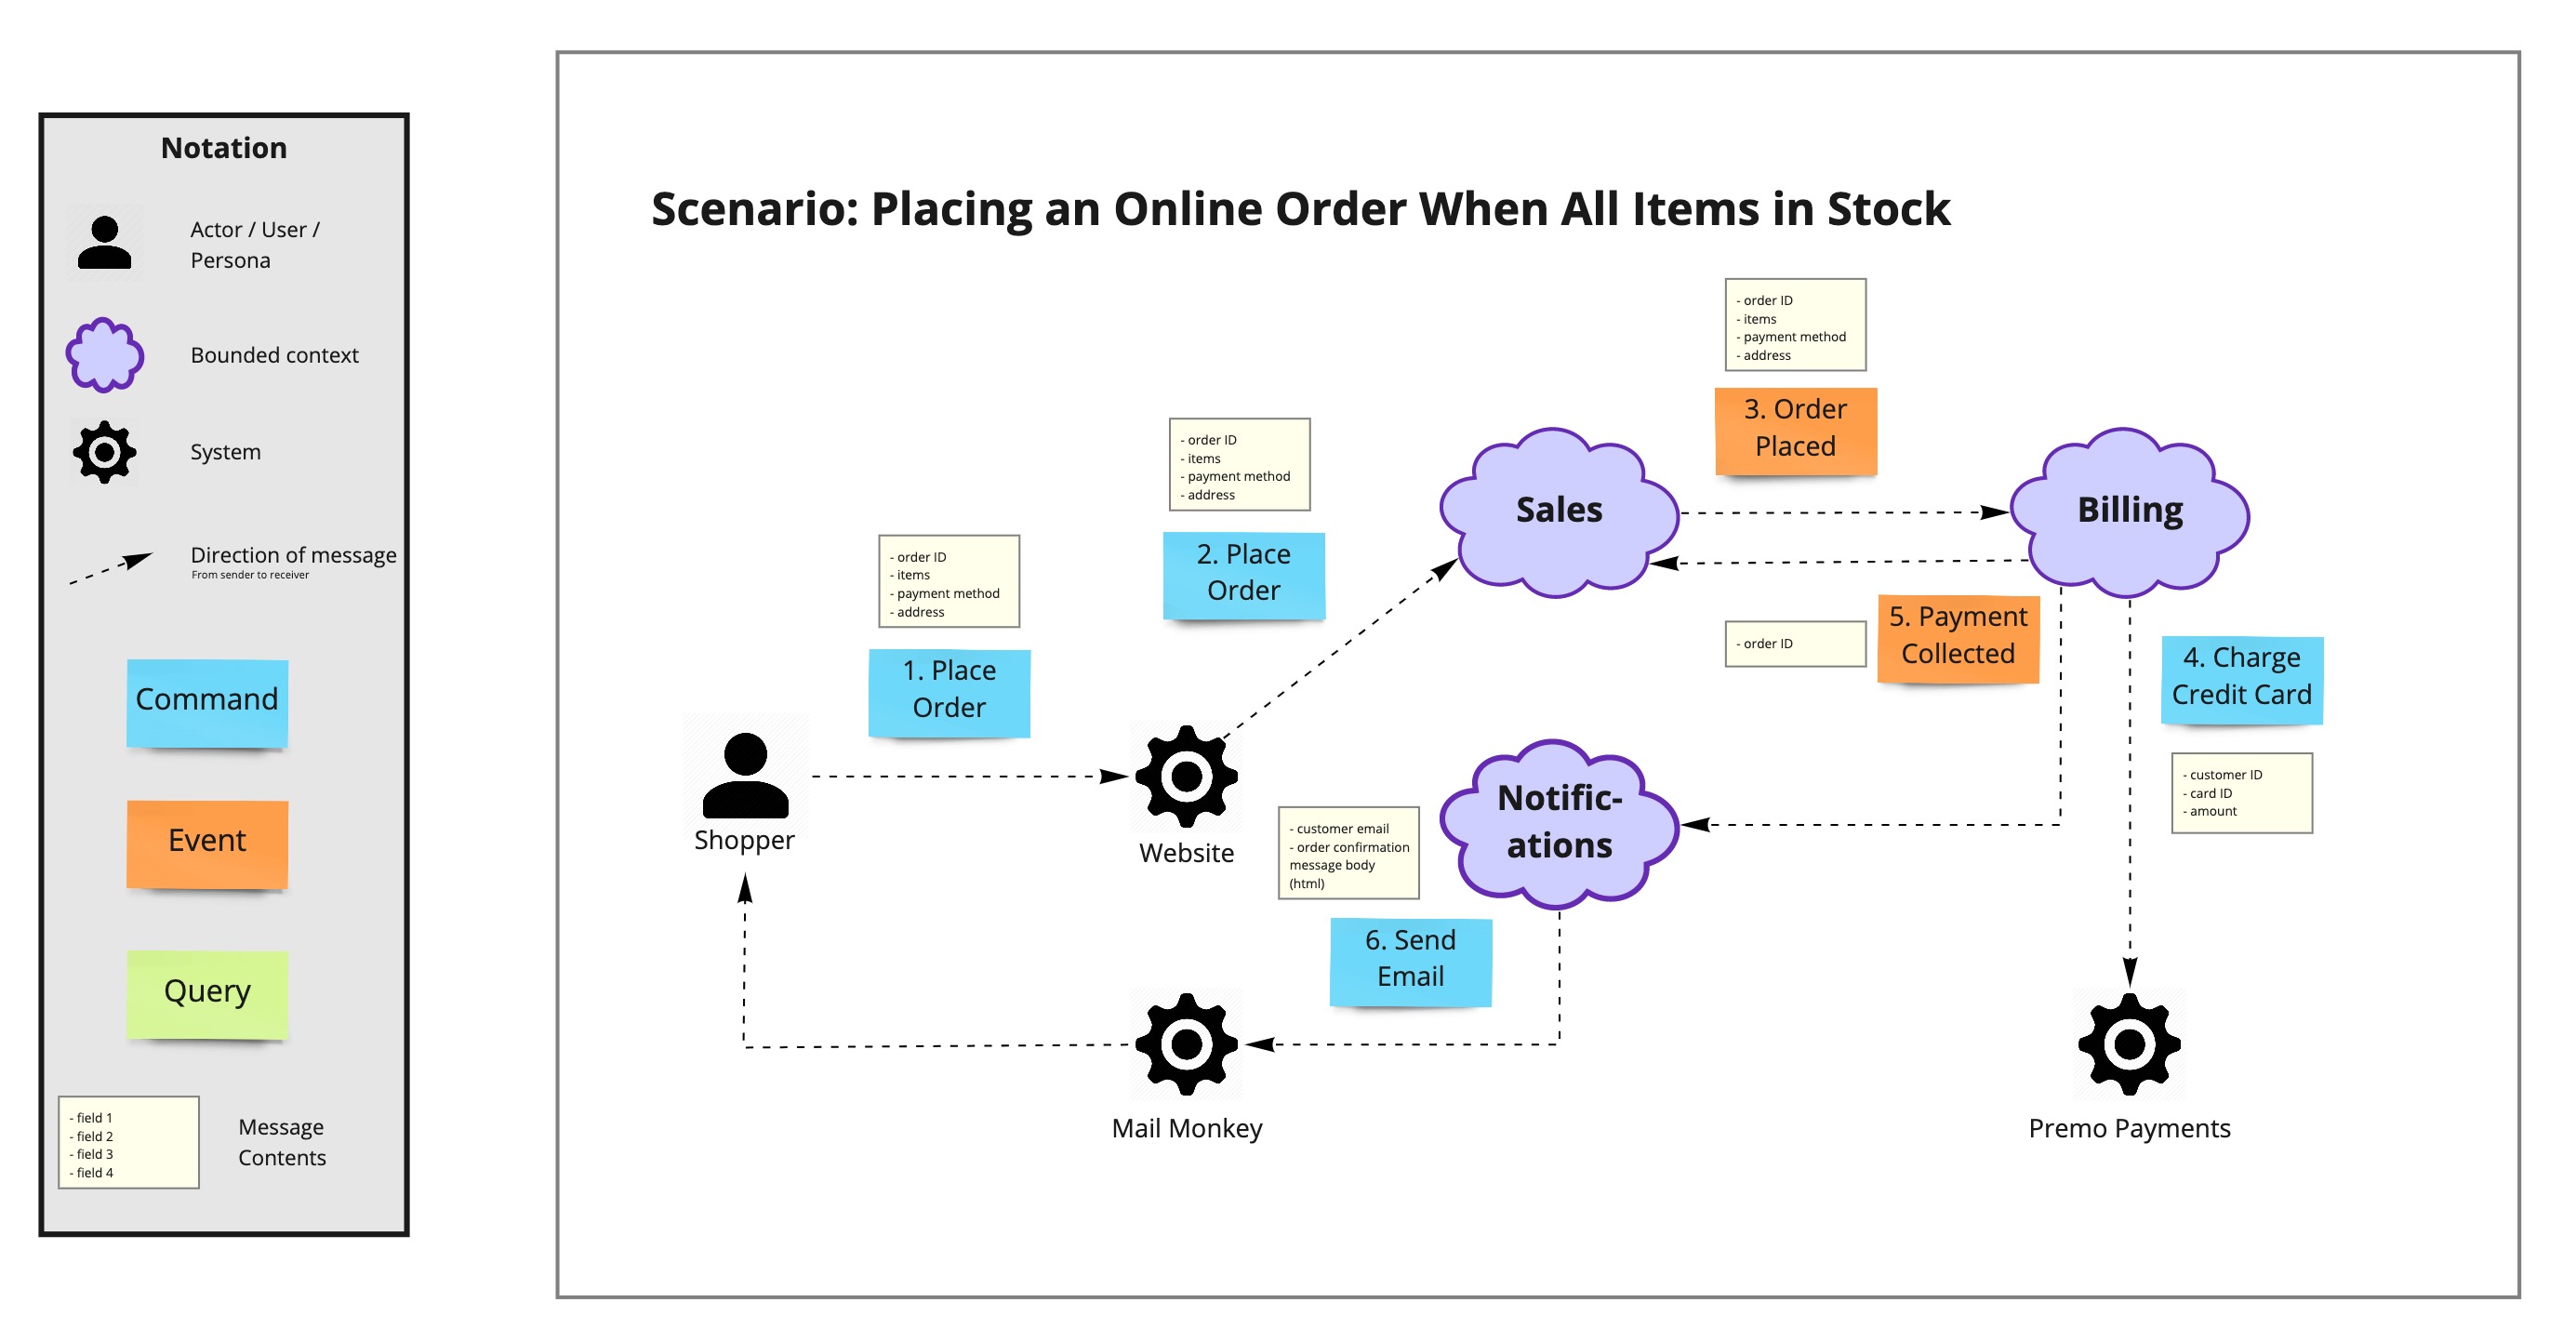 Notation
Actor / User /
Persona
Bounded context
System
Direction of message
From sender to receiver
Command
Event
Query
- field 1
- field 2
- field 3
- field 4
Message
Contents
Scenario: Placing an Online Order When All Items in Stock
- order ID
- items
- payment method
- address
1. Place
Order
Shopper
- order ID
- items
- payment method
- address
2. Place
Order
Website
Sales
- order ID
- items
- payment method
- address
3. Order
Placed
Billing
- order ID
5. Payment
Collected
4. Charge
Credit Card
- customer ID
- card ID
- amount
Notific-
ations
- customer email
- order confirmation
message body
(html)
6. Send
Email
Mail Monkey
Premo Payments